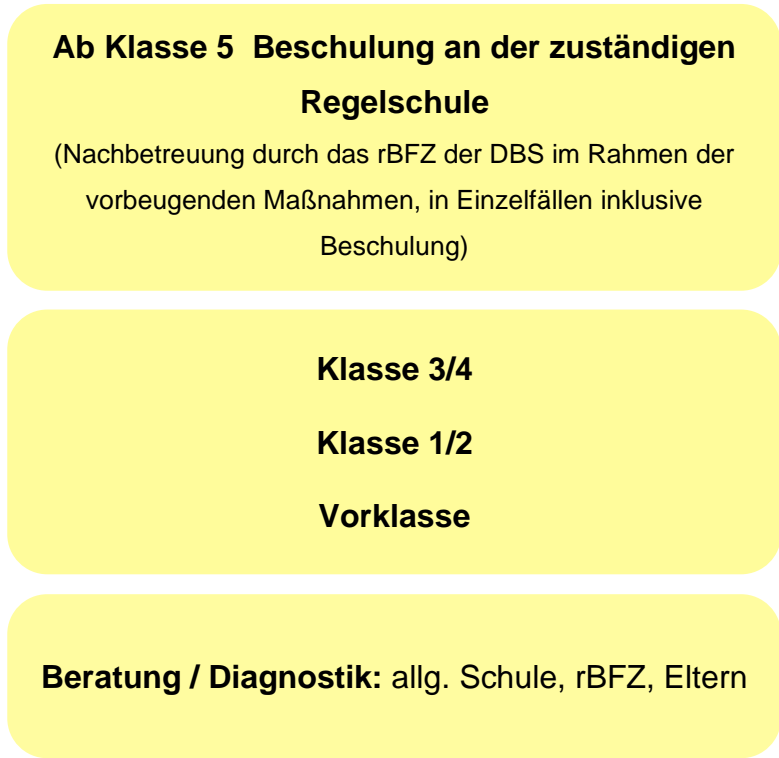 Ab Klasse 5  Beschulung an der zuständigen
Regelschule
(Nachbetreuung durch das rBFZ der DBS im Rahmen der
vorbeugenden Maßnahmen, in Einzelfällen inklusive
Beschulung)
Klasse 3/4
Klasse 1/2
Vorklasse
Beratung / Diagnostik: allg. Schule, rBFZ, Eltern